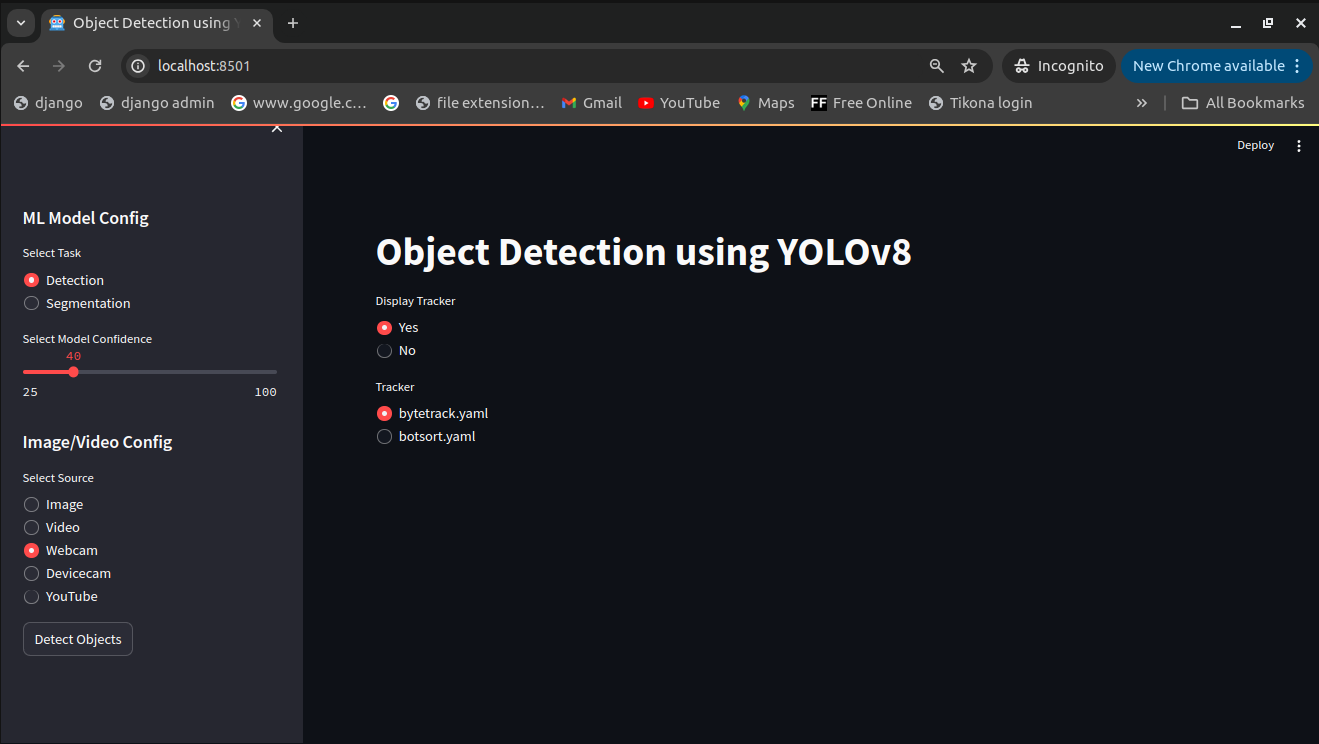 Object Detection using
localhost:8501
Incognito
New Chrome available
django
django admin
www.google.c...
file extension...
Gmail
YouTube
Maps
FF Free Online
Tikona login
»
All Bookmarks
Deploy
ML Model Config
Select Task
Detection
Segmentation
Select Model Confidence
40
25
100
Image/Video Config
Select Source
Image
Video
Webcam
Devicecam
YouTube
Detect Objects
Object Detection using YOLOv8
Display Tracker
Yes
No
Tracker
bytetrack.yaml
botsort.yaml